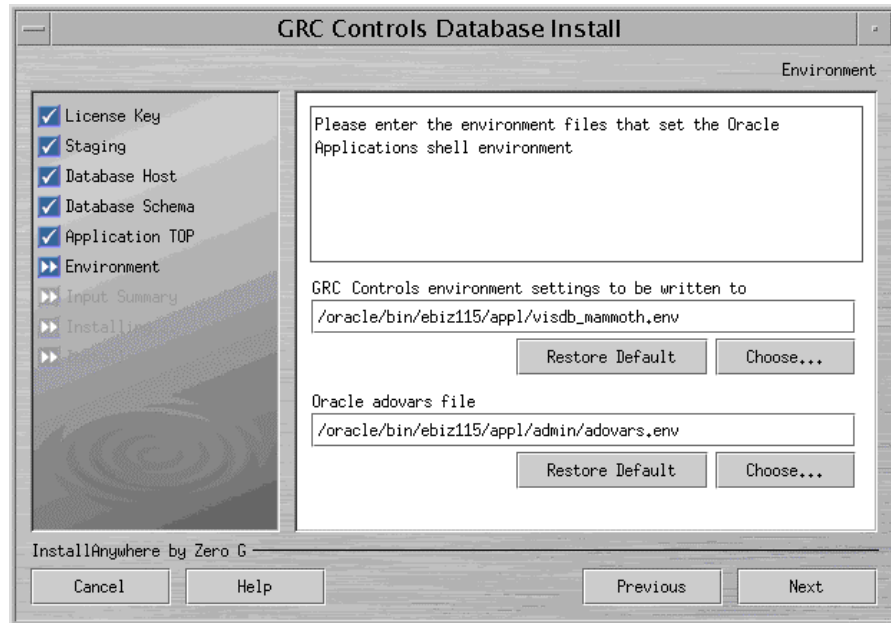 GRC Controls Database Install
Environment
License Key
Staging
Database Host
Database Schema
Application TOP
Environment
Input Summary
Installing
Please enter the environment files that set the Oracle
Applications shell environment
GRC Controls environment settings to be written to
/oracle/bin/ebiz115/appl/visdb_mammoth.env
Restore Default
Choose...
Oracle adovars file
/oracle/bin/ebiz115/appl/admin/adovars.env
Restore Default
Choose...
InstallAnywhere by Zero G
Cancel
Help
Previous
Next